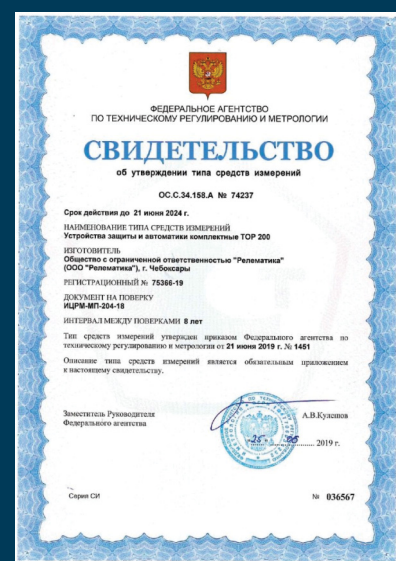 ФЕДЕРАЛЬНОЕ АГЕНТСТВО
ПО ТЕХНИЧЕСКОМУ РЕГУЛИРОВАНИЮ И МЕТРОЛОГИИ
СВИДЕТЕЛЬСТВО
об утверждении типа средств измерений
ОС.С.34.158.А № 74237
Срок действия до 21 июня 2024 г.
НАИМЕНОВАНИЕ ТИПА СРЕДСТВ ИЗМЕРЕНИЙ
Устройства защиты и автоматики комплектные ТОР 200
ИЗГОТОВИТЕЛЬ
Общество с ограниченной ответственностью "Релематика"
(ООО "Релематика"), г. Чебоксары
РЕГИСТРАЦИОННЫЙ № 75366-19
ДОКУМЕНТ НА ПОВЕРКУ
ИЦРМ-МП-204-18
ИНТЕРВАЛ МЕЖДУ ПОВЕРКАМИ 8 лет
Тип средств измерений утвержден приказом Федерального агентства по
техническому регулированию и метрологии от 21 июня 2019 г. № 1451
Описание типа средств измерений является обязательным приложением
к настоящему свидетельству.
Заместитель Руководителя
Федерального агентства
А.В.Кулешов
2019 г.
Серия СИ
№ 036567